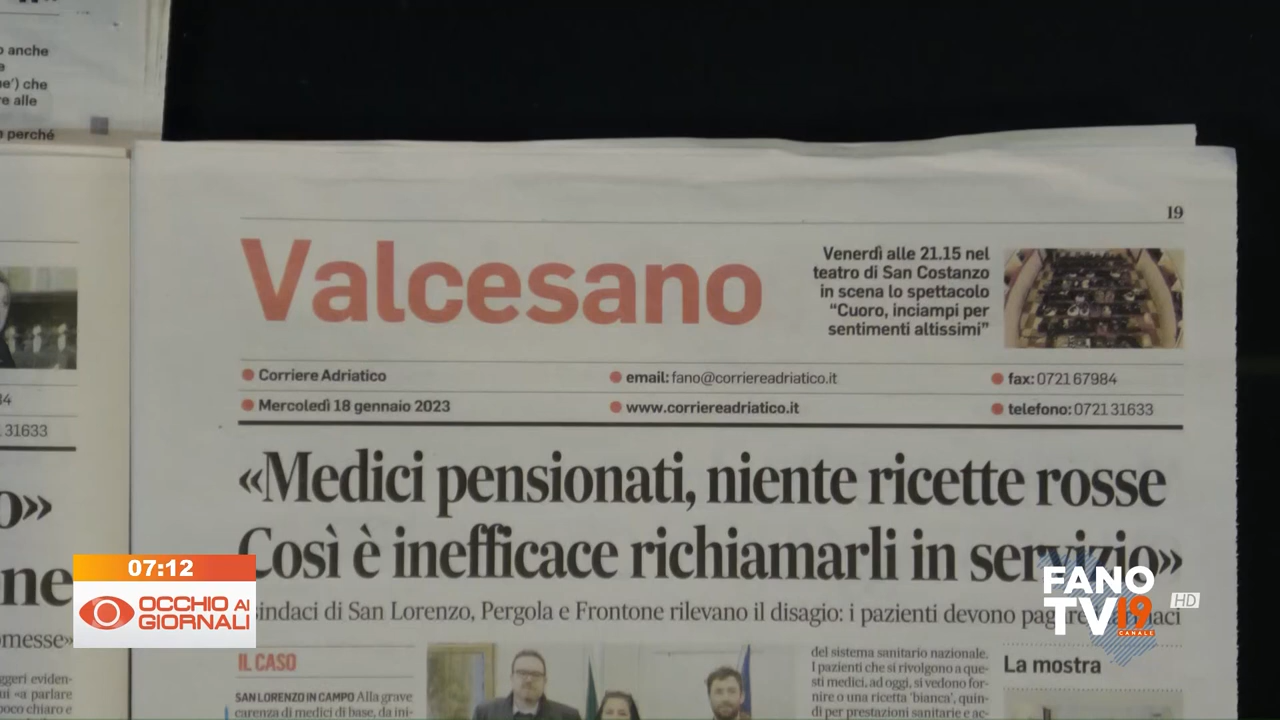 o anche
e
e') che
re alle
perché
19
Valcesano
Venerdì alle 21.15 nel
teatro di San Costanzo
in scena lo spettacolo
“Cuoro, inciampi per
sentimenti altissimi”
Corriere Adriatico
email: fano@corriereadriatico.it
fax: 0721 67984
Mercoledì 18 gennaio 2023
www.corriereadriatico.it
telefono: 0721 31633
31633
«Medici pensionati, niente ricette rosse
Così è inefficace richiamarli in servizio»
sindaci di San Lorenzo, Pergola e Frontone rilevano il disagio: i pazienti devono
o»
ne
omesse»
ggeri eviden-
ui «a parlare
poco chiaro e
IL CASO
SAN LORENZO IN CAMPO Alla grave
carenza di medici di base, da ini-
del sistema sanitario nazionale.
I pazienti che si rivolgono a que-
sti medici, ad oggi, si vedono for-
nire o una ricetta 'bianca', quin-
di per prestazioni sanitarie e ac-
La mostra
07:12
OCCHIO AI
GIORNALI
FANO
TV19
CANALE
HD